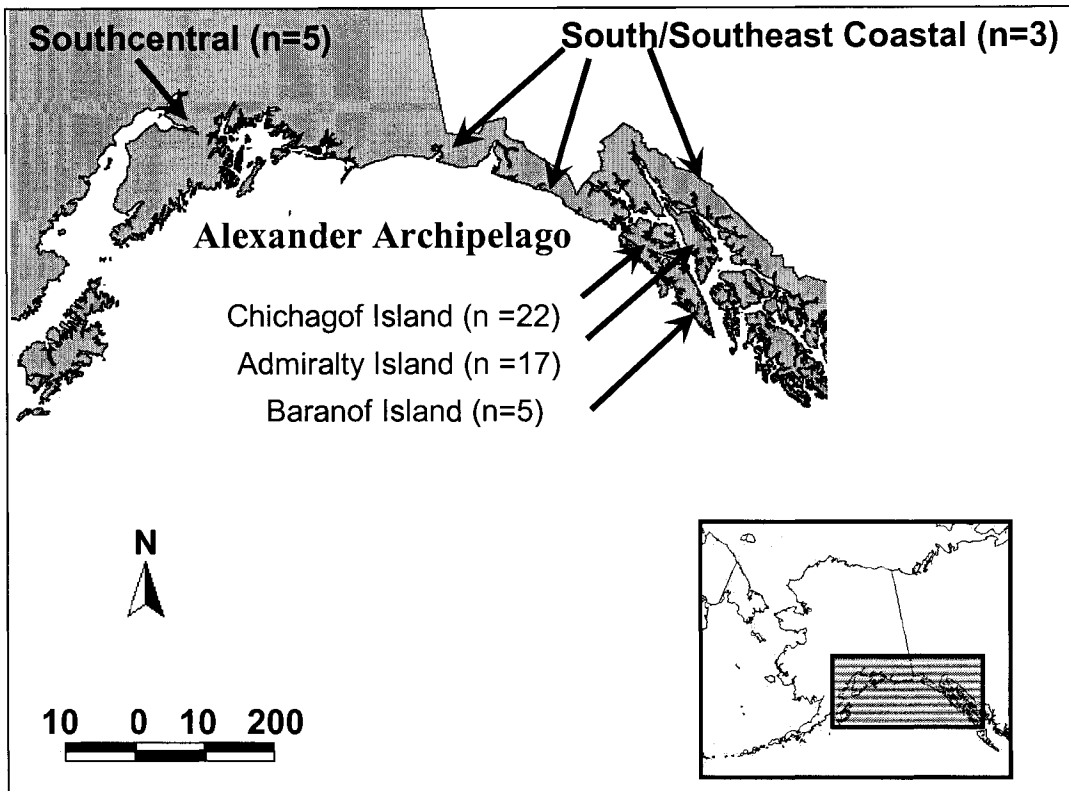 Southcentral (n=5)
South/Southeast Coastal (n=3)
Alexander Archipelago
Chichagof Island (n =22)
Admiralty Island (n =17)
Baranof Island (n=5)
N
10 0 10 200